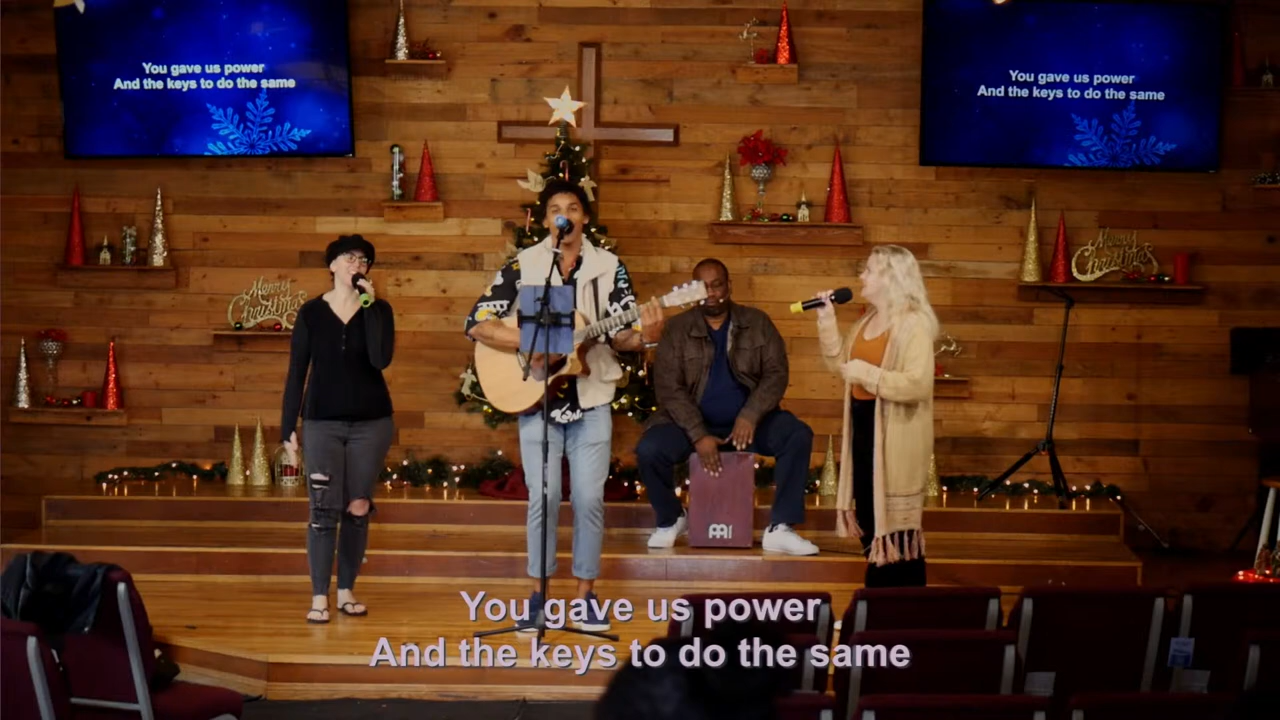 You gave us power
And the keys to do the same
You gave us power
And the keys to do the same
Merry
Christmas
Merry
Christmas
You gave us power
And the keys to do the same